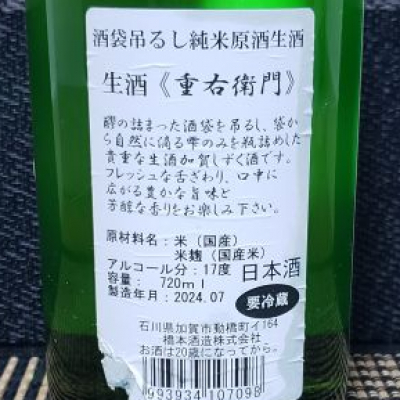 酒袋吊るし純米原酒生酒
生酒《重右衛門》
醪の詰まった酒袋を吊るし、袋か
ら自然に滴る雫のみを瓶詰めした
貴重な生酒加賀しずく酒です。
フレッシュな舌ざわり、口中に
広がる豊かな旨味と
芳醇な香りをお楽しみ下さい。
原材料名：米（国産）
米麹（国産米）
アルコール分：17度
容量： 720ml
製造年月：2024.07
日本酒
要冷蔵
石川県加賀市動橋町イ164
橋本酒造株式会社
お酒は20歳になってから。
993934 107098